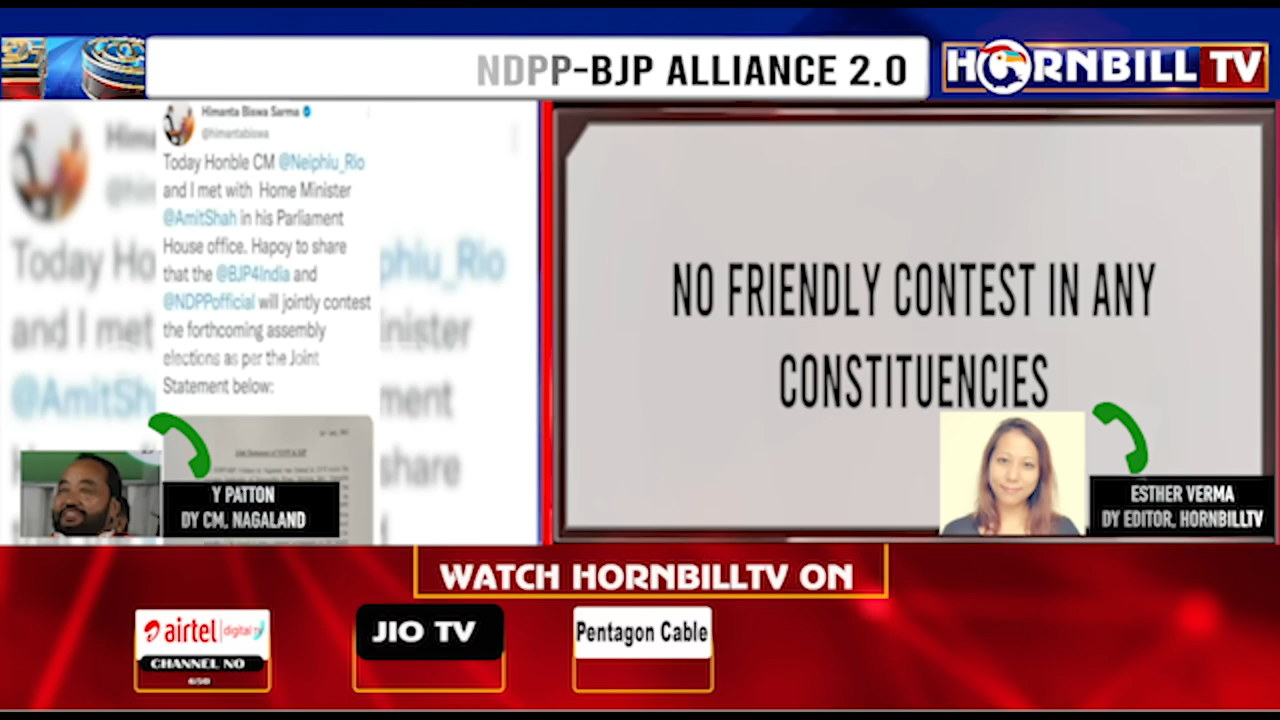 NDPP-BJP ALLIANCE 2.0
HORNBILL TV
Himanta Biswa Sarma
@himantabiswa
Today Honble CM @Neiphiu_Rio
and I met with Home Minister
@AmitShah in his Parliament
House office. Hapoy to share
that the @BJP4India and
@NDPPofficial will jointly contest
the forthcoming assembly
elections as per the Joint
Statement below:
NO FRIENDLY CONTEST IN ANY
CONSTITUENCIES
Y PATTON
DY CM, NAGALAND
ESTHER VERMA
DY EDITOR, HORNBILLTV
WATCH HORNBILLTV ON
airtel digital tv
CHANNEL NO
JIO TV
Pentagon Cable